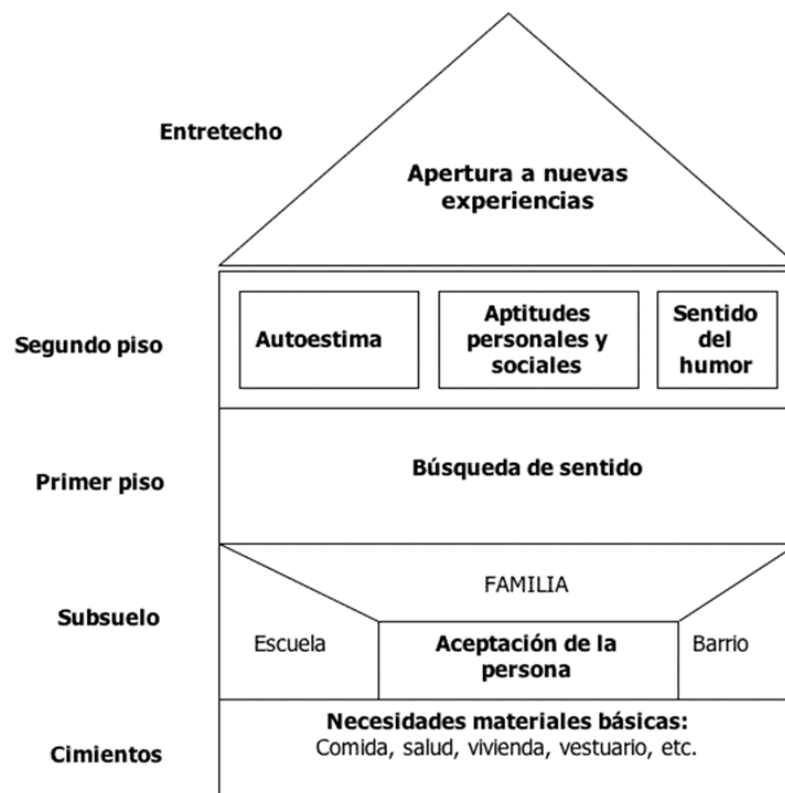 Entretecho
Apertura a nuevas
experiencias
Segundo piso
Autoestima
Aptitudes
personales y
sociales
Sentido
del
humor
Primer piso
Búsqueda de sentido
Subsuelo
FAMILIA
Escuela
Aceptación de la
persona
Barrio
Cimientos
Necesidades materiales básicas:
Comida, salud, vivienda, vestuario, etc.